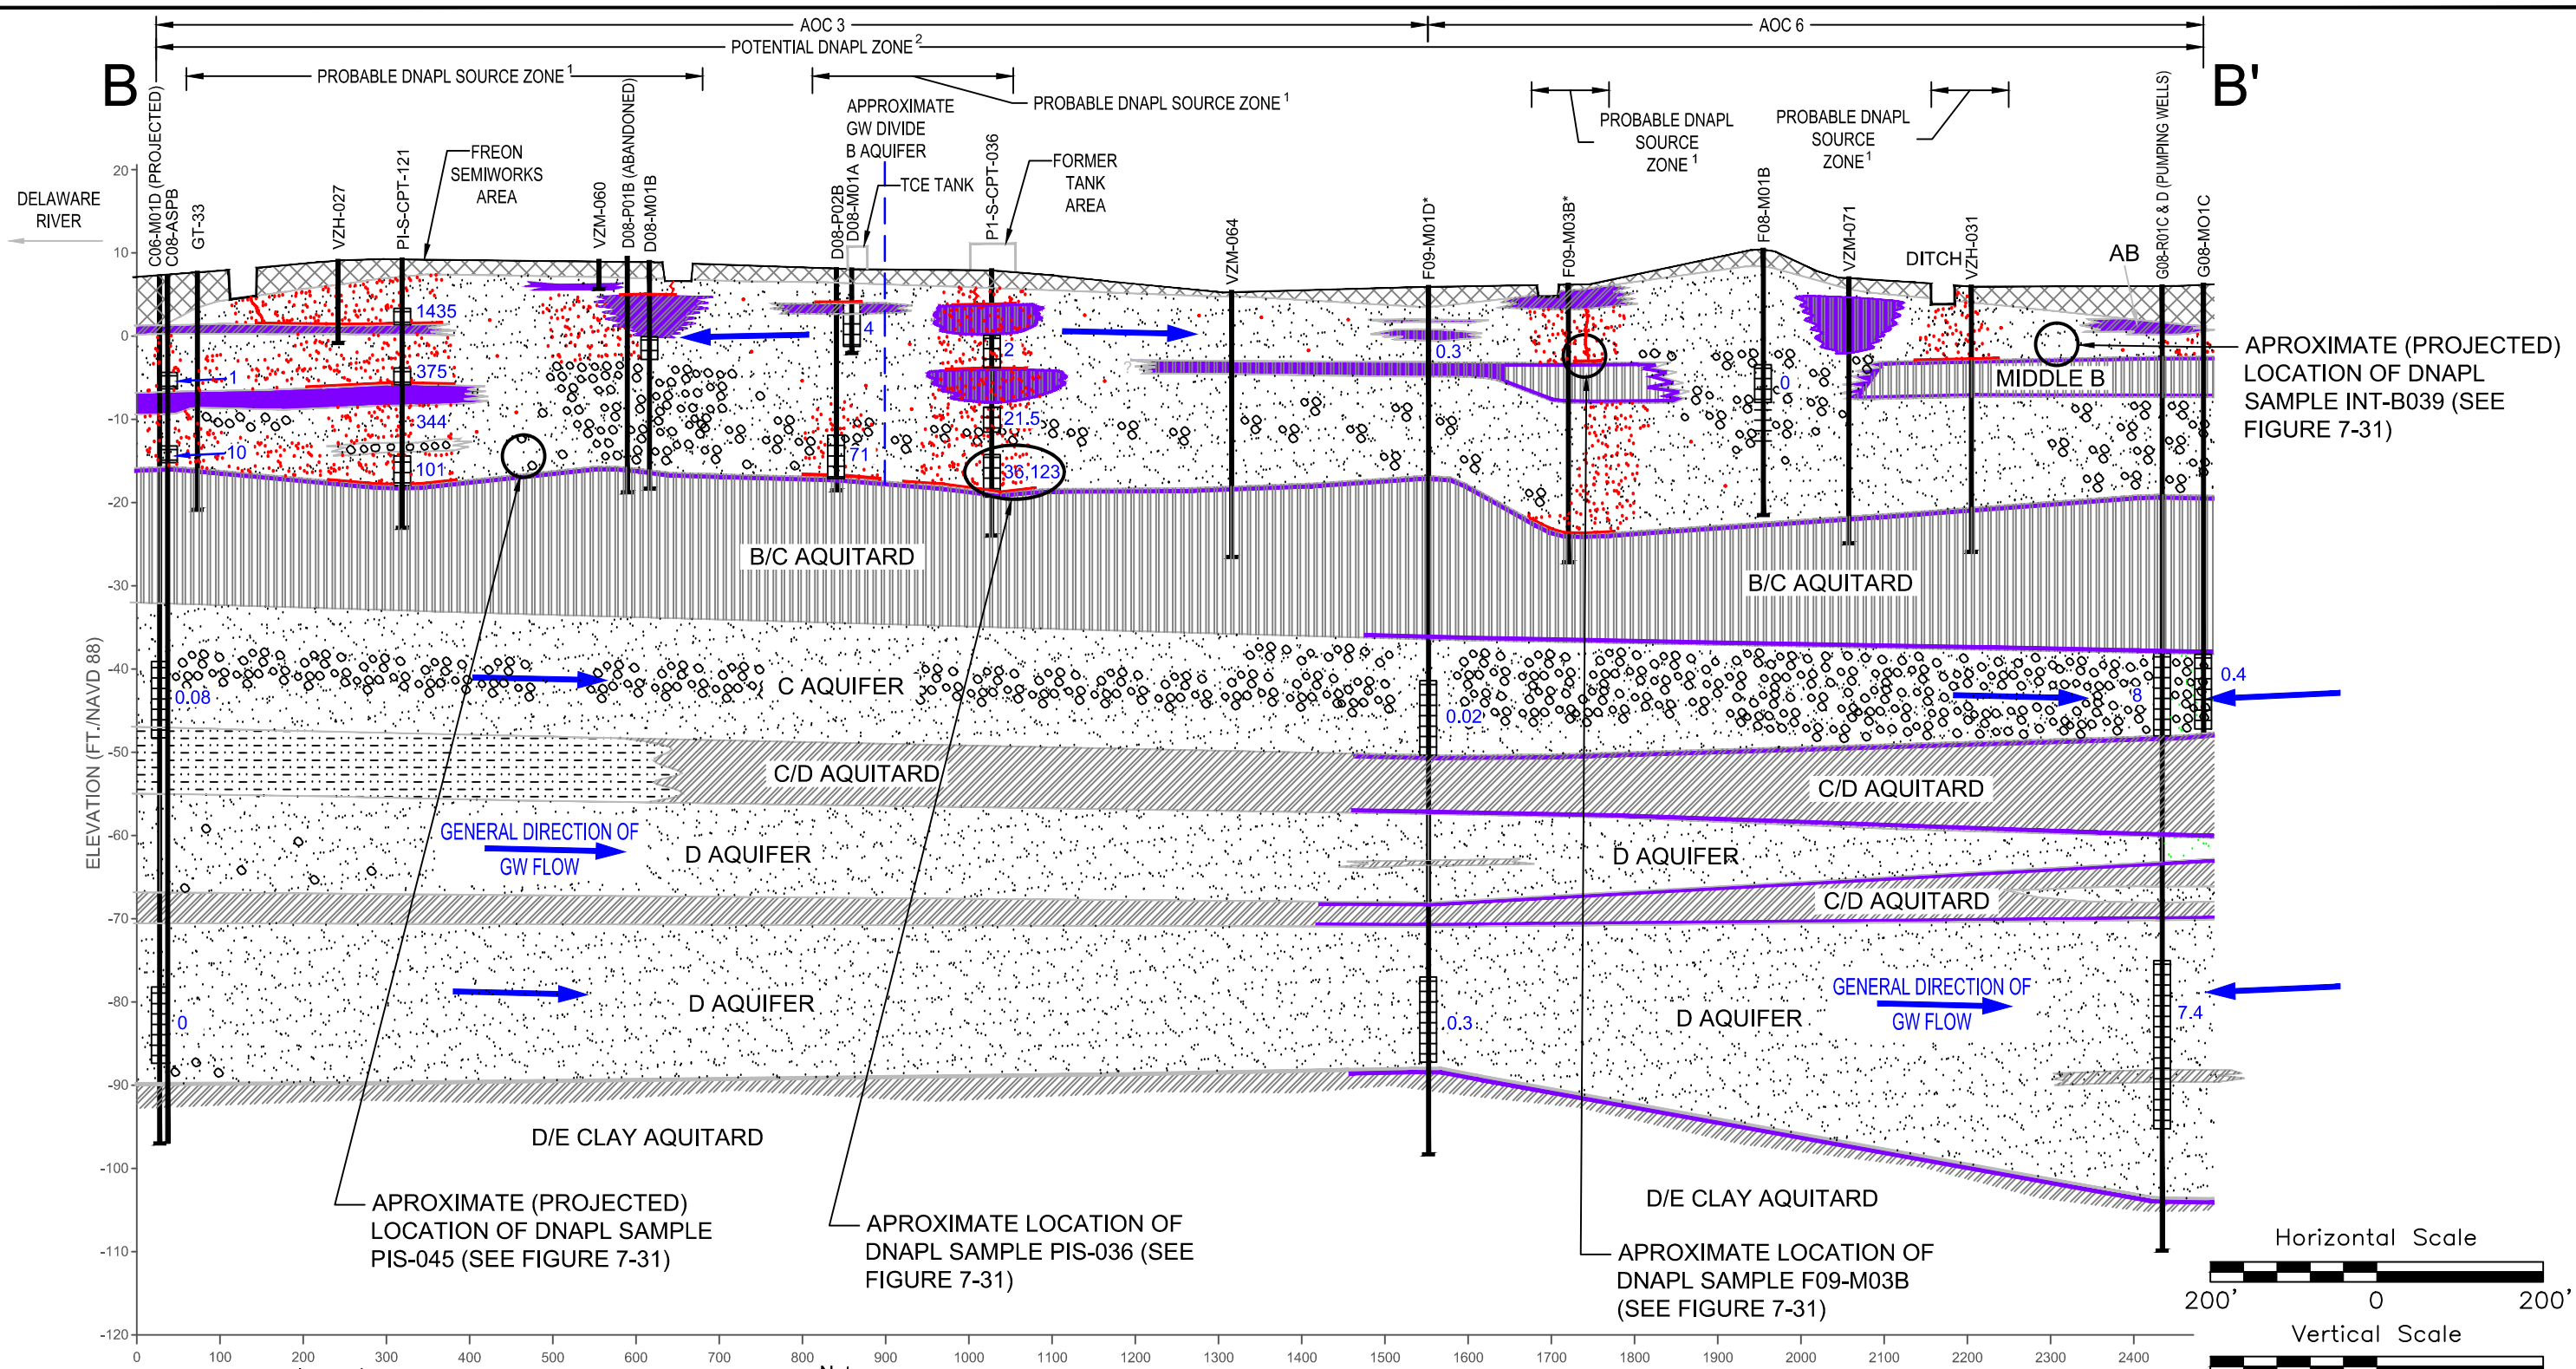 AOC 3
AOC 6
POTENTIAL DNAPL ZONE 2
B
B'
PROBABLE DNAPL SOURCE ZONE 1
PROBABLE DNAPL SOURCE ZONE 1
PROBABLE DNAPL
SOURCE
ZONE 1
PROBABLE DNAPL
SOURCE
ZONE 1
APPROXIMATE
GW DIVIDE
B AQUIFER
FREON
SEMIWORKS
AREA
TCE TANK
FORMER
TANK
AREA
DELAWARE
RIVER
C06-M01D (PROJECTED)
C08-ASPB
GT-33
VZH-027
PI-S-CPT-121
VZM-060
D08-P01B (ABANDONED)
D08-M01B
D08-P02B
D08-M01A
P1-S-CPT-036
VZM-064
F09-M01D*
F09-M03B*
F08-M01B
VZM-071
DITCH
VZH-031
AB
G08-R01C & D (PUMPING WELLS)
G08-MO1C
ELEVATION (FT./NAVD 88)
20
10
0
-10
-20
-30
-40
-50
-60
-70
-80
-90
-100
-110
-120
1435
375
344
101
1
10
4
71
2
21.5
36,123
0.3
0
MIDDLE B
APROXIMATE (PROJECTED)
LOCATION OF DNAPL
SAMPLE INT-B039 (SEE
FIGURE 7-31)
B/C AQUITARD
B/C AQUITARD
0.08
C AQUIFER
0.02
8
0.4
C/D AQUITARD
C/D AQUITARD
GENERAL DIRECTION OF
GW FLOW
D AQUIFER
D AQUIFER
C/D AQUITARD
0
D AQUIFER
0.3
D AQUIFER
GENERAL DIRECTION OF
GW FLOW
7.4
D/E CLAY AQUITARD
D/E CLAY AQUITARD
APROXIMATE (PROJECTED)
LOCATION OF DNAPL SAMPLE
PIS-045 (SEE FIGURE 7-31)
APROXIMATE LOCATION OF
DNAPL SAMPLE PIS-036 (SEE
FIGURE 7-31)
APROXIMATE LOCATION OF
DNAPL SAMPLE F09-M03B
(SEE FIGURE 7-31)
Horizontal Scale
200' 0 200'
Vertical Scale
0 100 200 300 400 500 600 700 800 900 1000 1100 1200 1300 1400 1500 1600 1700 1800 1900 2000 2100 2200 2300 2400